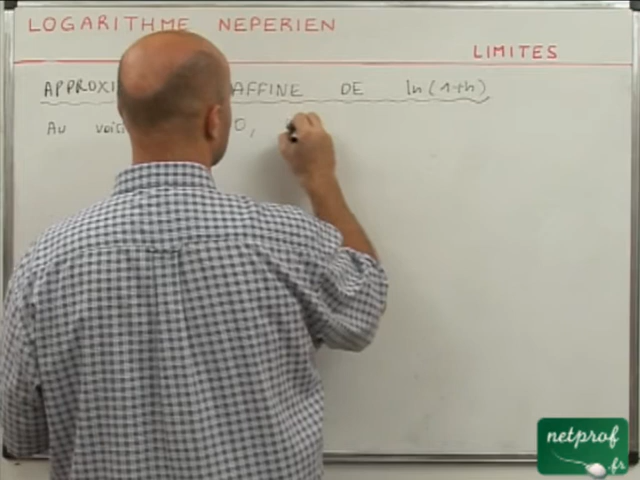 LOGARITHME NEPERIEN
LIMITES
AFFINE DE ln(1+h)
Au 0,
netprof
.fr